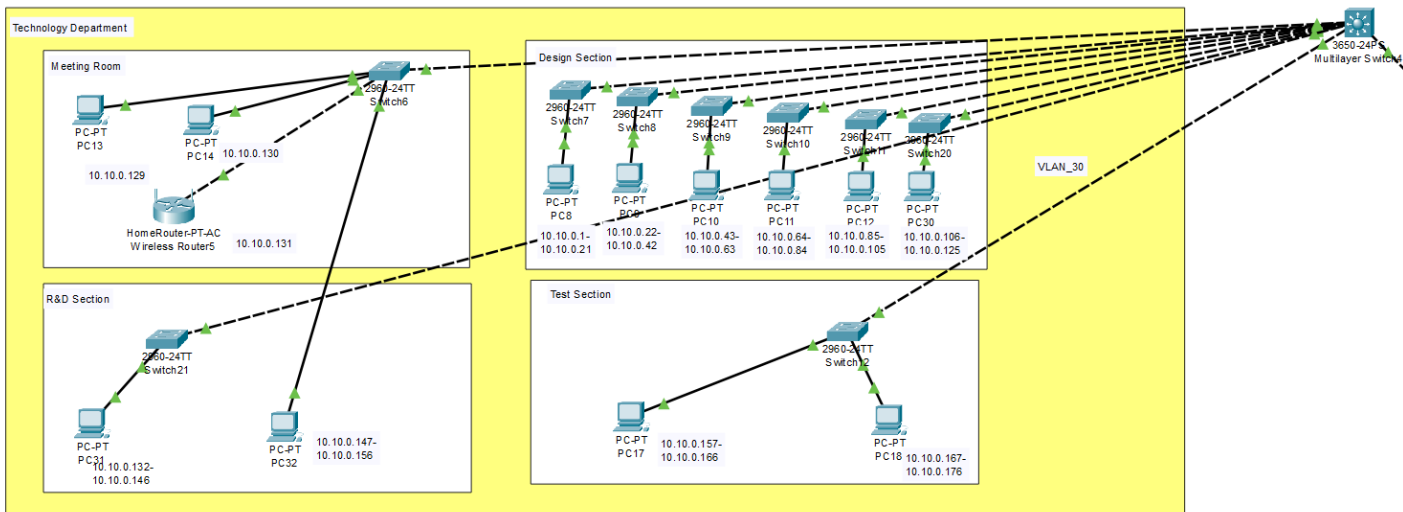 Technology Department
Meeting Room
2960-24TT
Switch6
PC-PT
PC13
PC-PT
PC14
10.10.0.130
10.10.0.129
HomeRouter-PT-AC
Wireless Router5
10.10.0.131
Design Section
2960-24TT
Switch7
2960-24TT
Switch8
2960-24TT
Switch9
2960-24TT
Switch10
2960-24TT
Switch11
2960-24TT
Switch20
PC-PT
PC8
PC-PT
PC9
PC-PT
PC10
PC-PT
PC11
PC-PT
PC12
PC-PT
PC30
10.10.0.1-
10.10.0.21
10.10.0.22-
10.10.0.42
10.10.0.43-
10.10.0.63
10.10.0.64-
10.10.0.84
10.10.0.85-
10.10.0.105
10.10.0.106-
10.10.0.125
3650-24PS
Multilayer Switch4
VLAN_30
R&D Section
2960-24TT
Switch21
PC-PT
PC31
10.10.0.132-
10.10.0.146
PC-PT
PC32
10.10.0.147-
10.10.0.156
Test Section
2960-24TT
Switch12
PC-PT
PC17
10.10.0.157-
10.10.0.166
PC-PT
PC18
10.10.0.167-
10.10.0.176